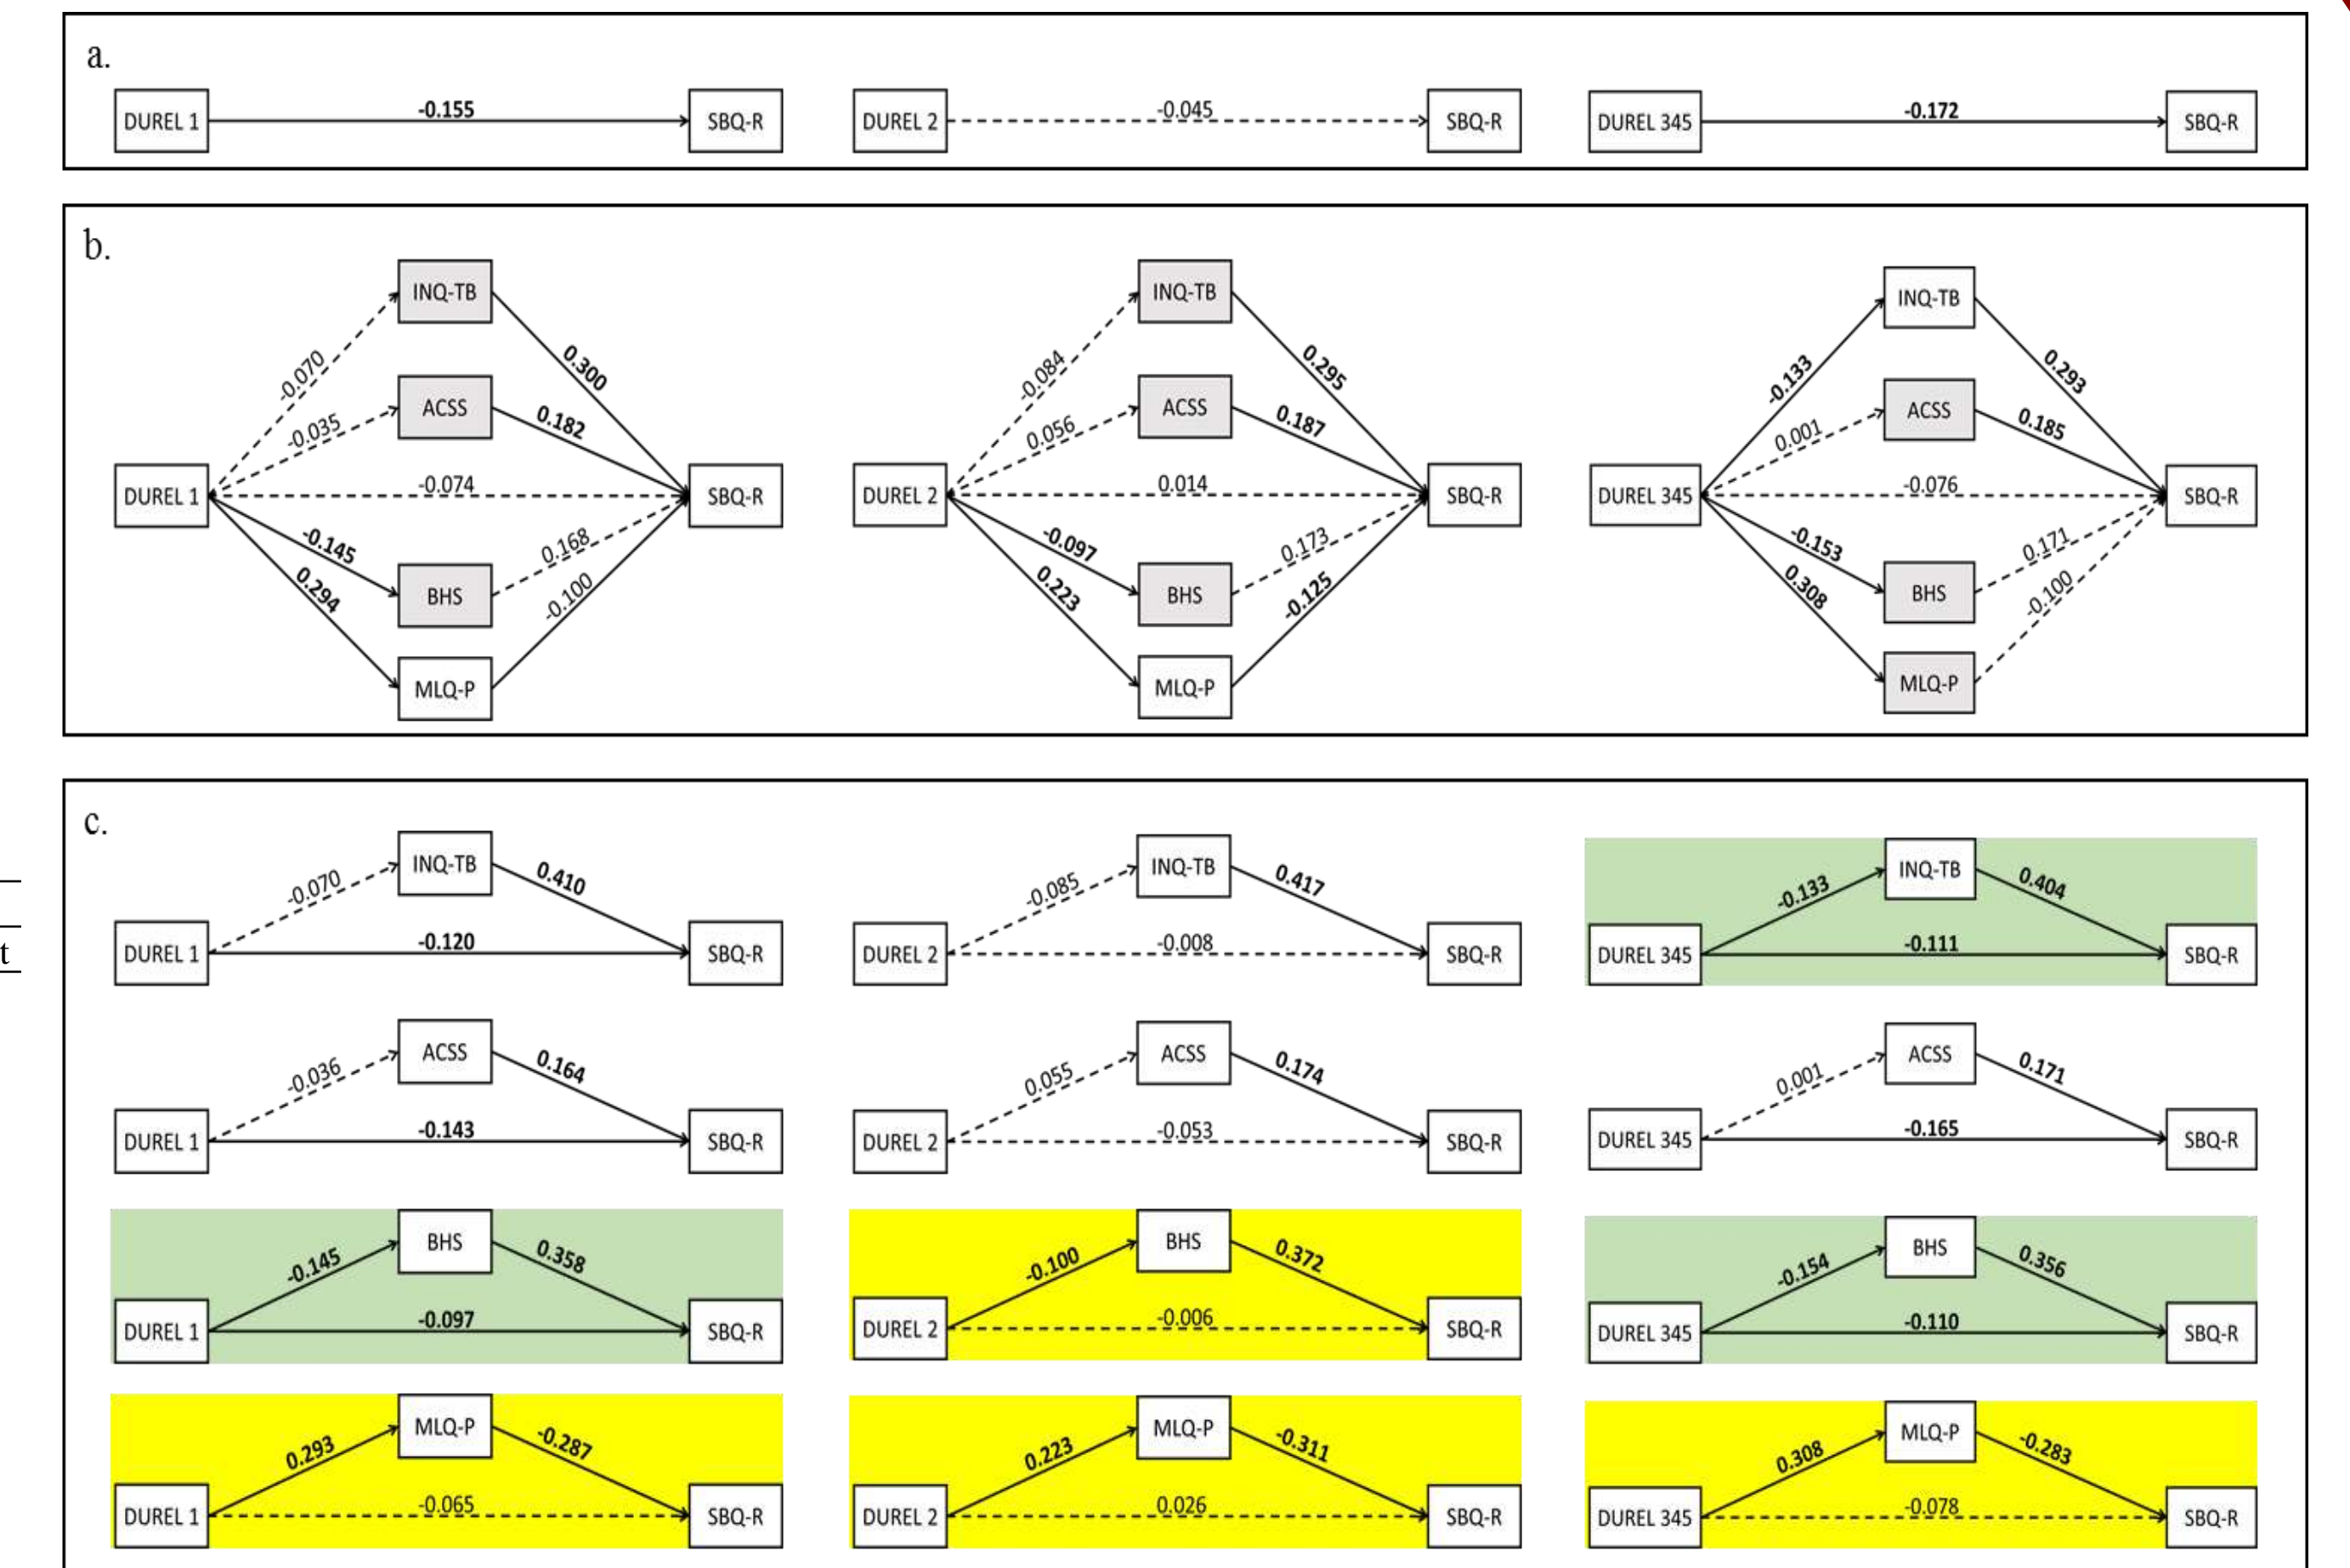 a.
DUREL 1 -0.155 SBQ-R DUREL 2 -0.045 SBQ-R DUREL 345 -0.172 SBQ-R
b.
INQ-TB INQ-TB INQ-TB
-0.070 0.300 -0.084 0.295 -0.133 0.293
ACSS ACSS ACSS
-0.035 0.182 0.056 0.187 0.001 0.185
DUREL 1 -0.074 SBQ-R DUREL 2 0.014 SBQ-R DUREL 345 -0.076 SBQ-R
-0.145 0.168 -0.097 0.173 -0.153 0.171
BHS BHS BHS
0.294 -0.100 0.223 -0.125 0.308 -0.100
MLQ-P MLQ-P MLQ-P
c.
INQ-TB INQ-TB INQ-TB
-0.070 0.410 -0.085 0.417 -0.133 0.404
t DUREL 1 -0.120 SBQ-R DUREL 2 -0.008 SBQ-R DUREL 345 -0.111 SBQ-R
ACSS ACSS ACSS
-0.036 0.164 0.055 0.174 0.001 0.171
DUREL 1 -0.143 SBQ-R DUREL 2 -0.053 SBQ-R DUREL 345 -0.165 SBQ-R
BHS BHS BHS
-0.145 0.358 -0.100 0.372 -0.154 0.356
DUREL 1 -0.097 SBQ-R DUREL 2 -0.006 SBQ-R DUREL 345 -0.110 SBQ-R
MLQ-P MLQ-P MLQ-P
0.293 -0.287 0.223 -0.311 0.308 -0.283
DUREL 1 -0.065 SBQ-R DUREL 2 0.026 SBQ-R DUREL 345 -0.078 SBQ-R